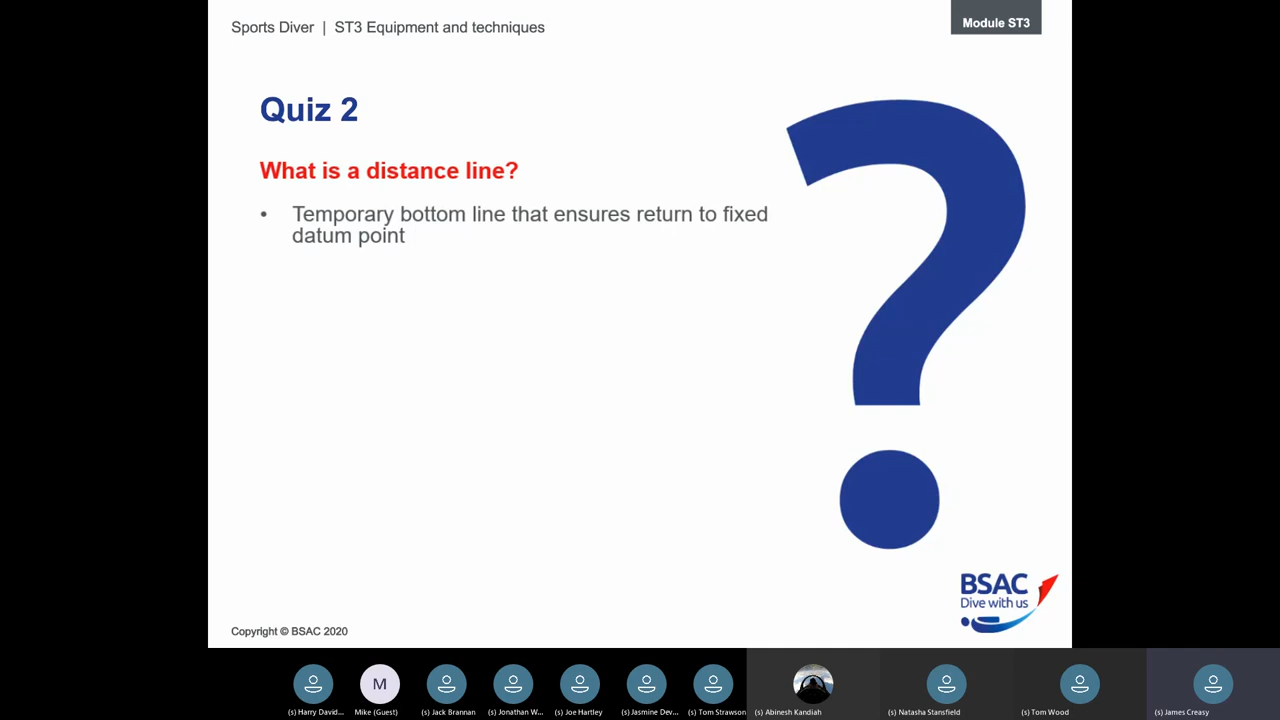 Sports Diver | ST3 Equipment and techniques
Module ST3
Quiz 2
What is a distance line?
• Temporary bottom line that ensures return to fixed
datum point
?
BSAC
Dive with us
Copyright © BSAC 2020
M
(s) Harry David...
Mike (Guest)
(s) Jack Brannan
(s) Jonathan W...
(s) Joe Hartley
(s) Jasmine Dev...
(s) Tom Strawson
(s) Abinesh Kandiah
(s) Natasha Stansfield
(s) Tom Wood
(s) James Creasy